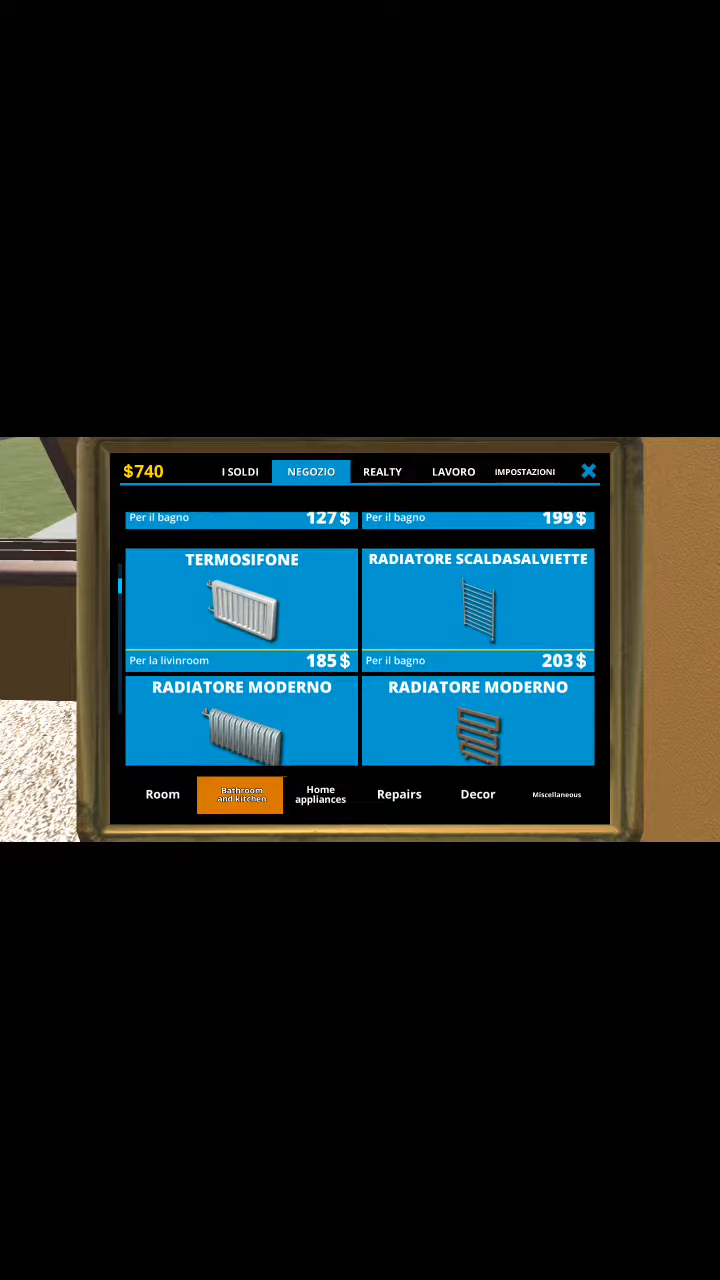 $740
I SOLDI
NEGOZIO
REALTY
LAVORO
IMPOSTAZIONI
Per il bagno
127$
Per il bagno
199$
TERMOSIFONE
Per la livinroom
185$
RADIATORE SCALDASALVIETTE
Per il bagno
203$
RADIATORE MODERNO
RADIATORE MODERNO
Room
Bathroom
and kitchen
Home
appliances
Repairs
Decor
Miscellaneous